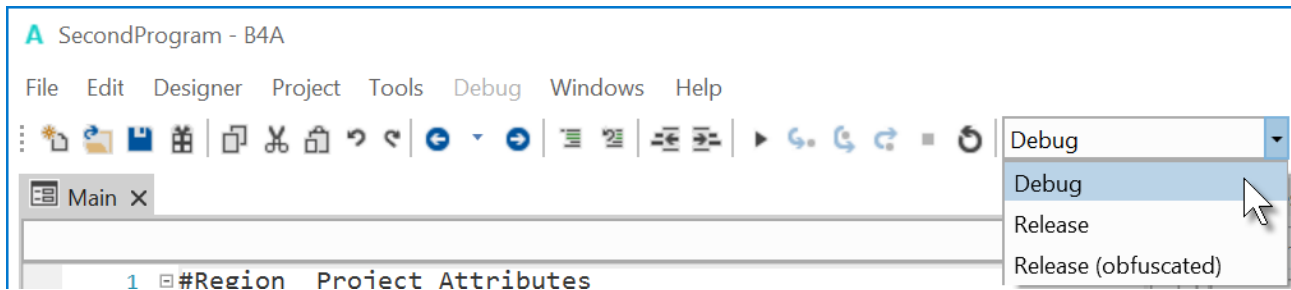 A SecondProgram - B4A
File Edit Designer Project Tools Debug Windows Help
Debug
Debug
Main
Release
Release (obfuscated)
1 #Region Project Attributes